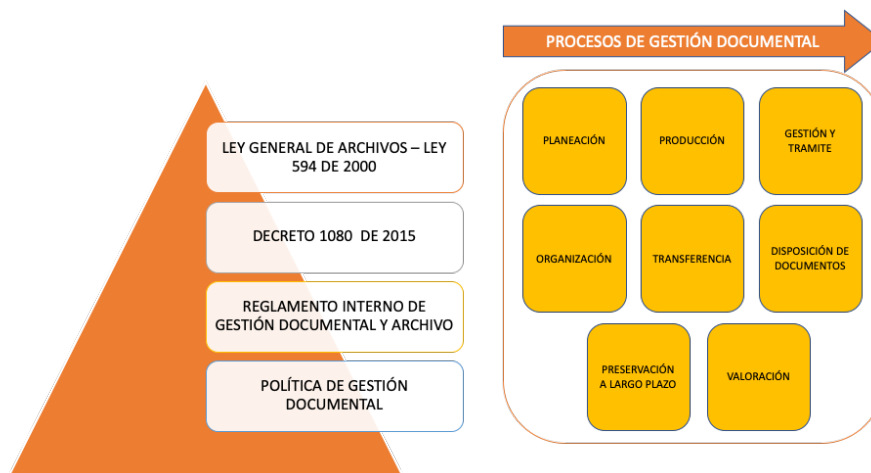 PROCESOS DE GESTIÓN DOCUMENTAL
LEY GENERAL DE ARCHIVOS – LEY
594 DE 2000
DECRETO 1080 DE 2015
REGLAMENTO INTERNO DE
GESTIÓN DOCUMENTAL Y ARCHIVO
POLÍTICA DE GESTIÓN
DOCUMENTAL
PLANEACIÓN
PRODUCCIÓN
GESTIÓN Y
TRAMITE
ORGANIZACIÓN
TRANSFERENCIA
DISPOSICIÓN DE
DOCUMENTOS
PRESERVACIÓN
A LARGO PLAZO
VALORACIÓN